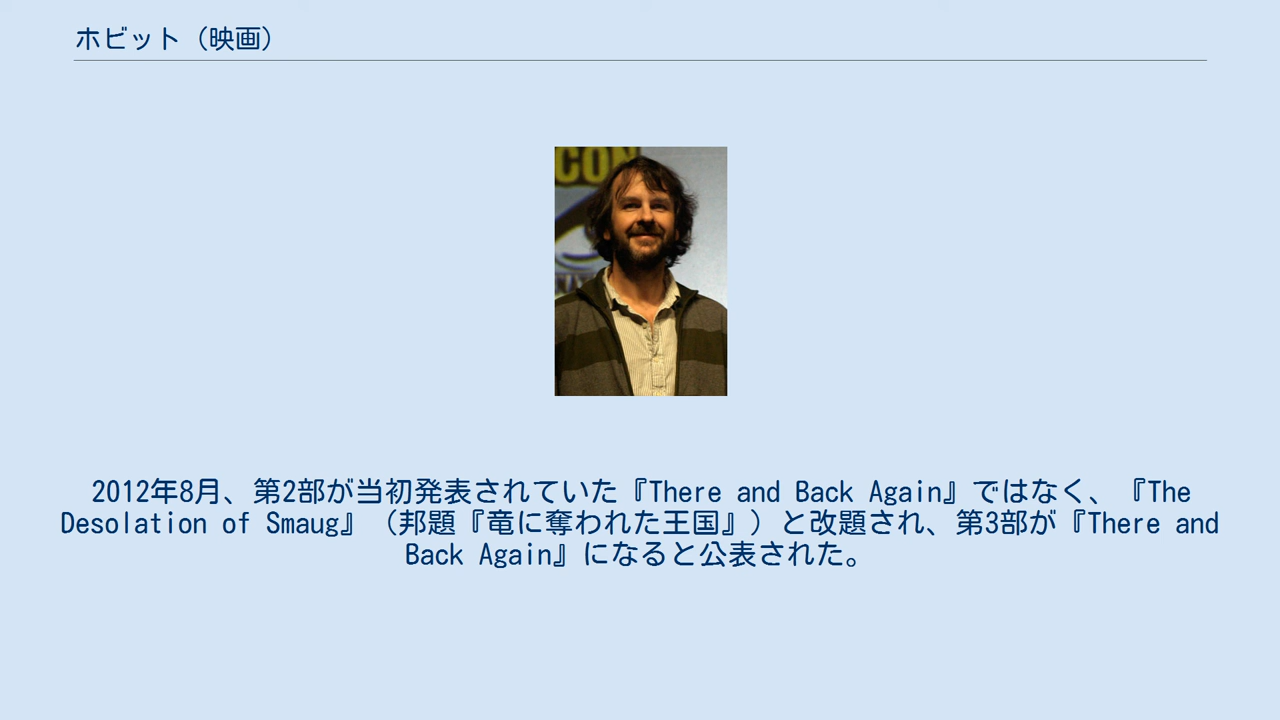 ホビット（映画）
CON
2012年8月、第2部が当初発表されていた『There and Back Again』ではなく、『The
Desolation of Smaug』（邦題『竜に奪われた王国』）と改題され、第3部が『There and
Back Again』になると公表された。